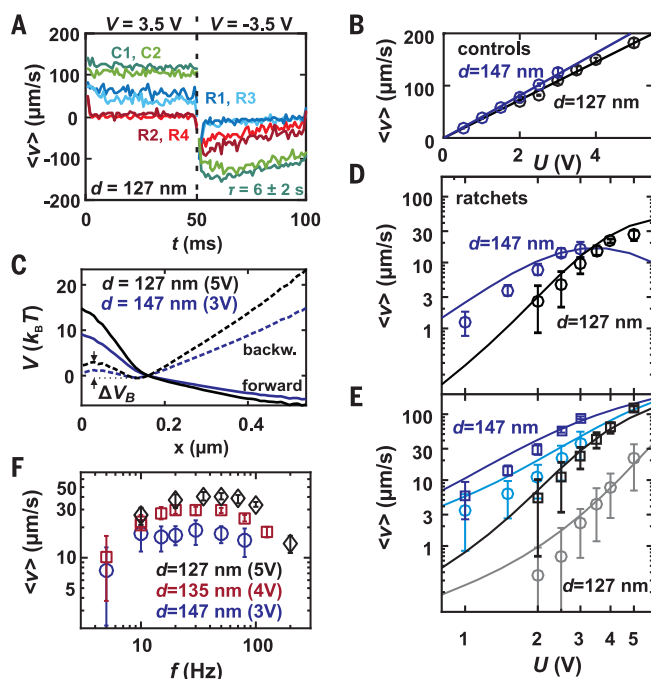 A
V = 3.5 V
V = -3.5 V
200
100
0
-100
-200
<v> (μm/s)
C1, C2
R1, R3
R2, R4
d = 127 nm
τ = 6 ± 2 s
0
50
100
t (ms)
B
200
100
0
<v> (μm/s)
controls
d=147 nm
d=127 nm
0
2
4
U (V)
C
20
10
0
V (kBT)
d = 127 nm (5V)
d = 147 nm (3V)
backw.
forward
ΔVB
0
0.2
0.4
x (μm)
D
100
30
10
3
1
<v> (μm/s)
ratchets
d=147 nm
d=127 nm
E
100
30
10
3
1
<v> (μm/s)
d=147 nm
d=127 nm
1
2
3
4
5
U (V)
F
100
50
30
10
5
3
<v> (μm/s)
d=127 nm (5V)
d=135 nm (4V)
d=147 nm (3V)
10
100
f (Hz)